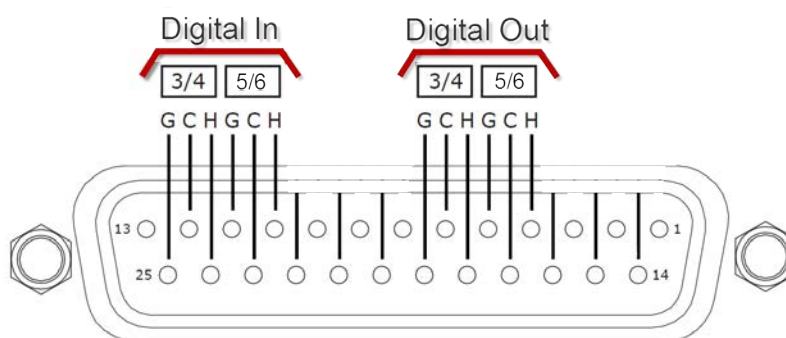 Digital In Digital Out
3/4 5/6 3/4 5/6
G C H G C H G C H G C H
13 1
25 14